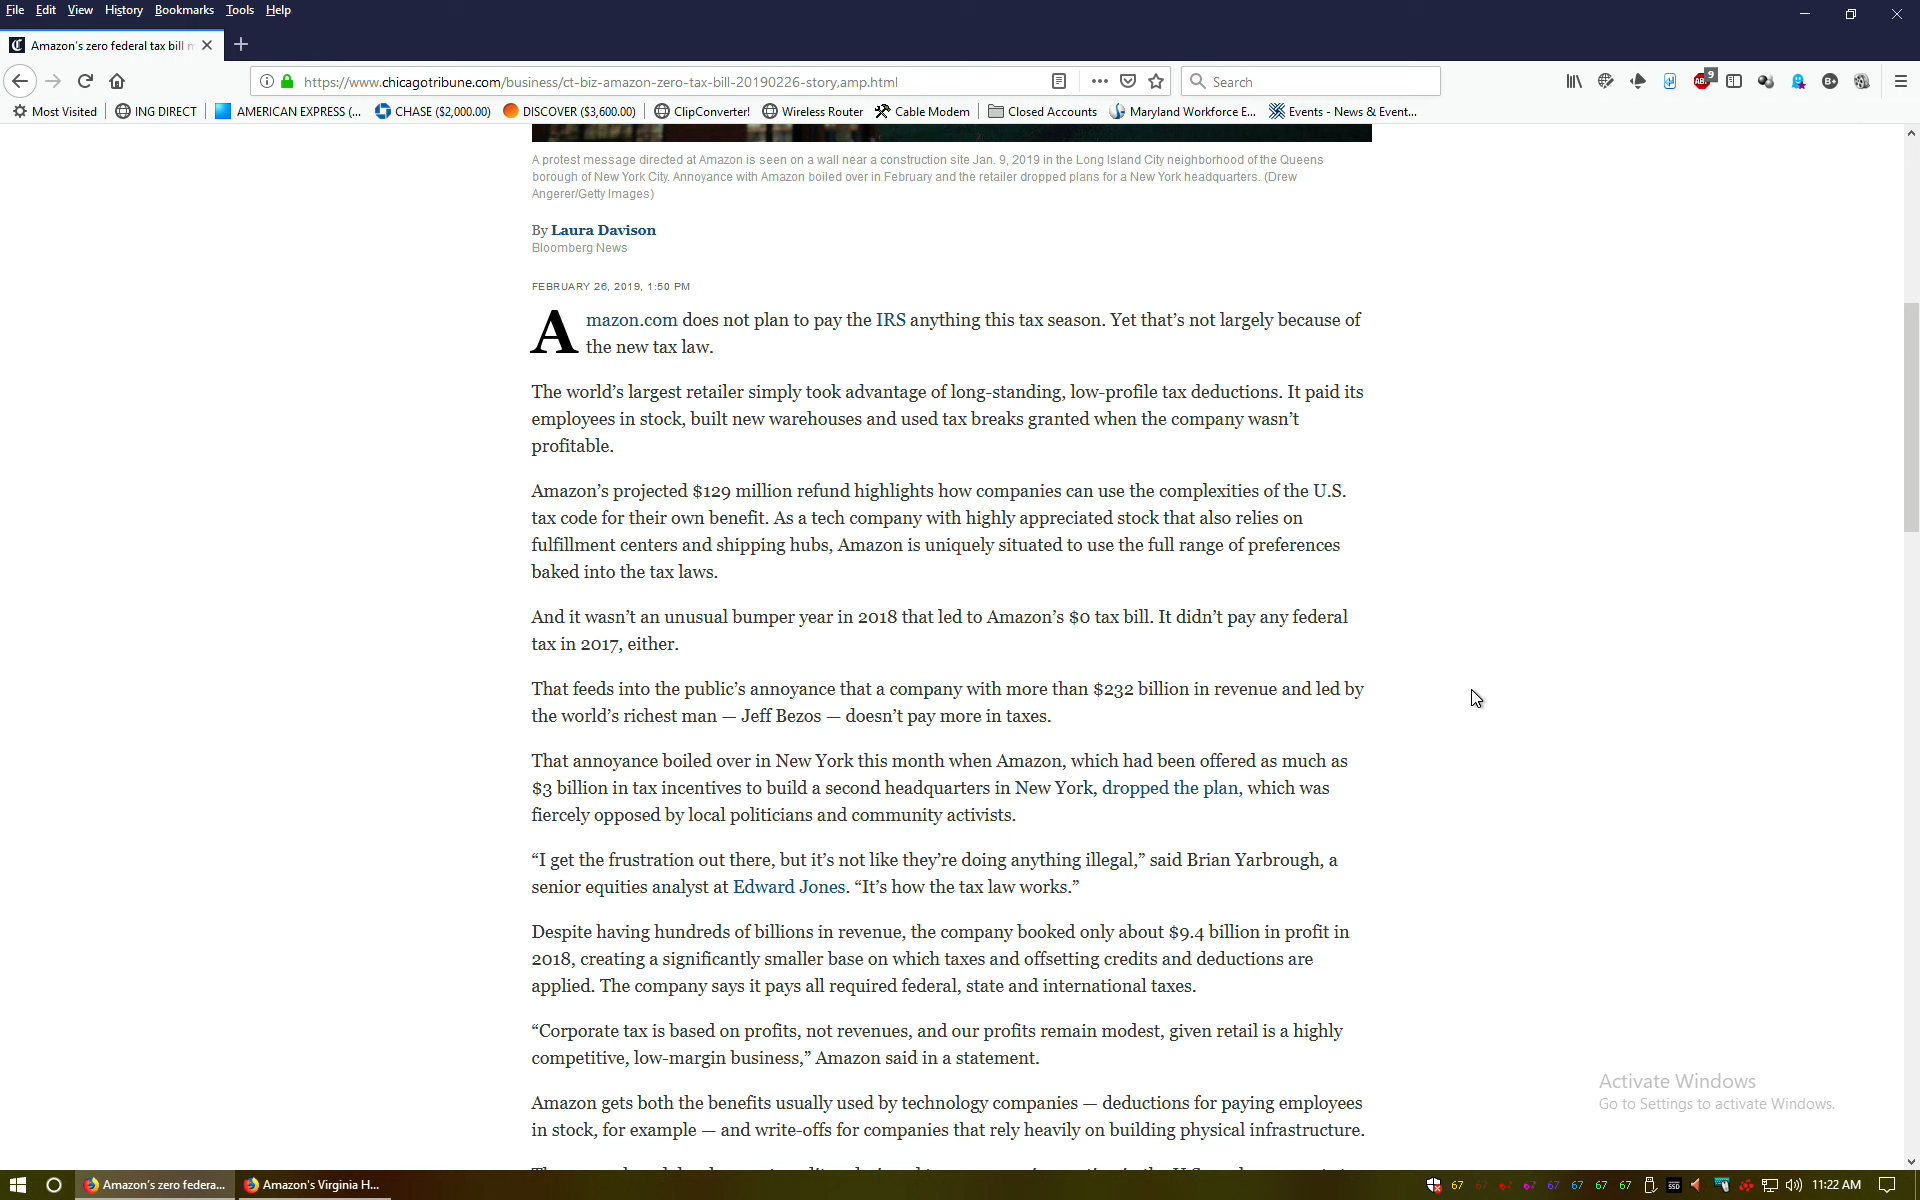 File Edit View History Bookmarks Tools Help
Amazon's zero federal tax bill
https://www.chicagotribune.com/business/ct-biz-amazon-zero-tax-bill-20190226-story,amp.html
Search
9
Most Visited ING DIRECT AMERICAN EXPRESS (... CHASE ($2,000.00) DISCOVER ($3,600.00) ClipConverter! Wireless Router Cable Modem Closed Accounts Maryland Workforce E... Events - News & Event...
A protest message directed at Amazon is seen on a wall near a construction site Jan. 9, 2019 in the Long Island City neighborhood of the Queens
borough of New York City. Annoyance with Amazon boiled over in February and the retailer dropped plans for a New York headquarters. (Drew
Angerer/Getty Images)
By Laura Davison
Bloomberg News
FEBRUARY 26, 2019, 1:50 PM
Amazon.com does not plan to pay the IRS anything this tax season. Yet that’s not largely because of
the new tax law.
The world’s largest retailer simply took advantage of long-standing, low-profile tax deductions. It paid its
employees in stock, built new warehouses and used tax breaks granted when the company wasn’t
profitable.
Amazon’s projected $129 million refund highlights how companies can use the complexities of the U.S.
tax code for their own benefit. As a tech company with highly appreciated stock that also relies on
fulfillment centers and shipping hubs, Amazon is uniquely situated to use the full range of preferences
baked into the tax laws.
And it wasn’t an unusual bumper year in 2018 that led to Amazon’s $0 tax bill. It didn’t pay any federal
tax in 2017, either.
That feeds into the public’s annoyance that a company with more than $232 billion in revenue and led by
the world’s richest man — Jeff Bezos — doesn’t pay more in taxes.
That annoyance boiled over in New York this month when Amazon, which had been offered as much as
$3 billion in tax incentives to build a second headquarters in New York, dropped the plan, which was
fiercely opposed by local politicians and community activists.
“I get the frustration out there, but it’s not like they’re doing anything illegal,” said Brian Yarbrough, a
senior equities analyst at Edward Jones. “It’s how the tax law works.”
Despite having hundreds of billions in revenue, the company booked only about $9.4 billion in profit in
2018, creating a significantly smaller base on which taxes and offsetting credits and deductions are
applied. The company says it pays all required federal, state and international taxes.
“Corporate tax is based on profits, not revenues, and our profits remain modest, given retail is a highly
competitive, low-margin business,” Amazon said in a statement.
Amazon gets both the benefits usually used by technology companies — deductions for paying employees
in stock, for example — and write-offs for companies that rely heavily on building physical infrastructure.
Activate Windows
Go to Settings to activate Windows.
Amazon's zero federa... Amazon's Virginia H... 67 67 67 67 67 67 67 67 SSD 11:22 AM